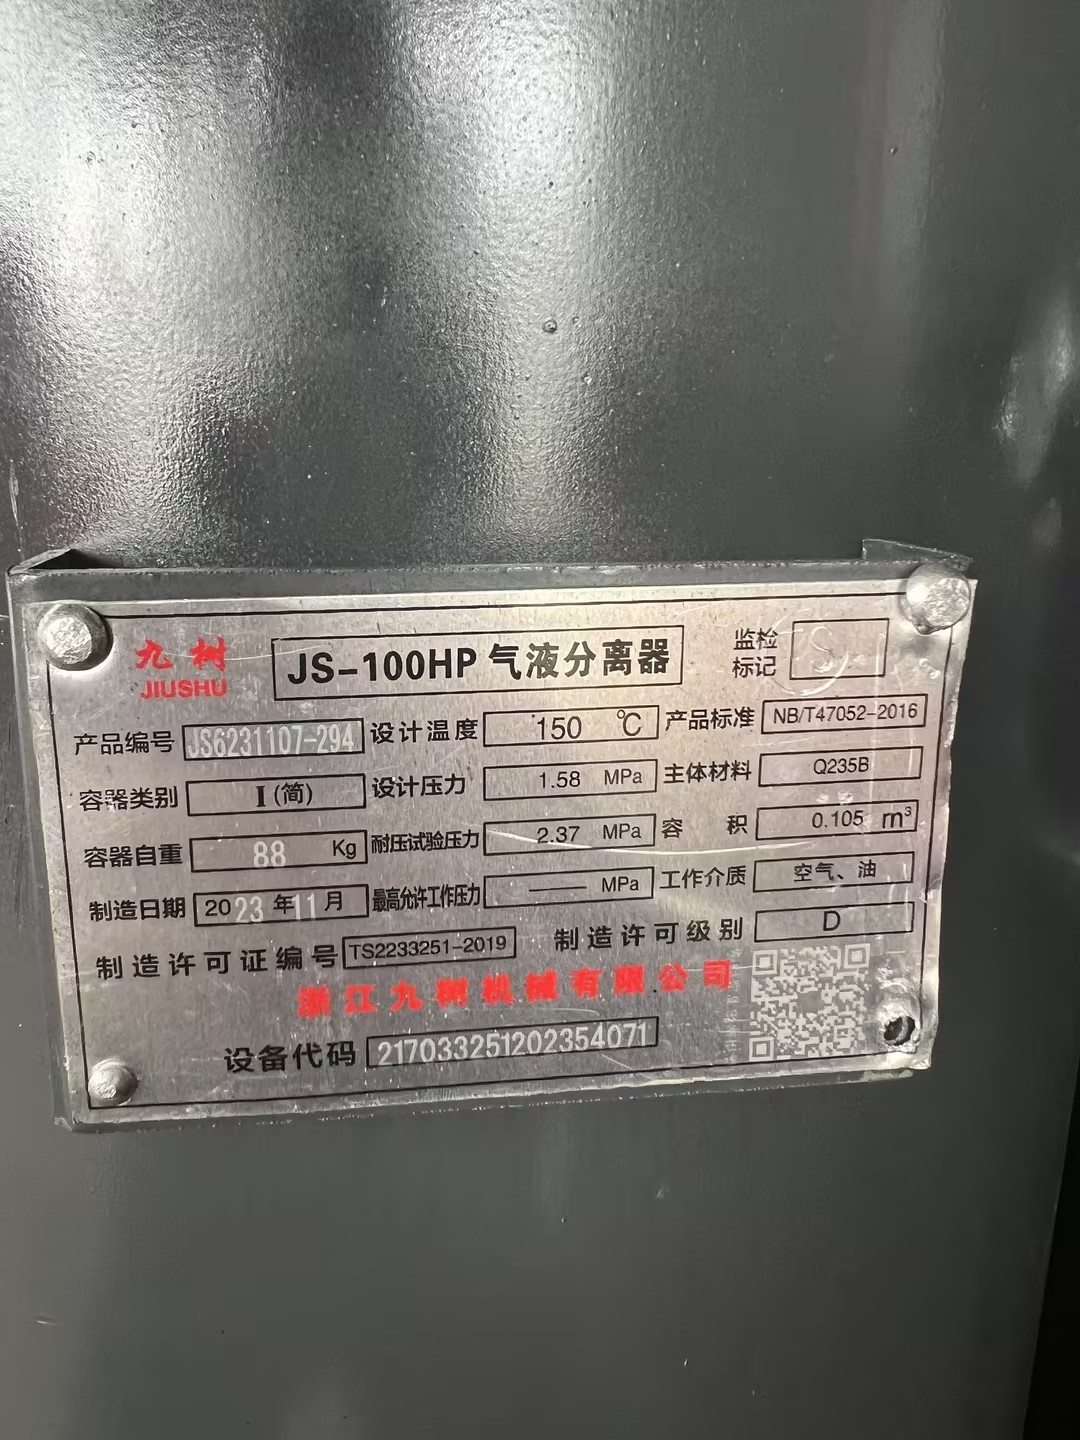 九树
JIUSHU
JS-100HP 气液分离器
监检标记
产品编号 JS6231107-294 设计温度 150 ℃ 产品标准 NB/T47052-2016
容器类别 I (简) 设计压力 1.58 MPa 主体材料 Q235B
容器自重 88 Kg 耐压试验压力 2.37 MPa 容积 0.105 m³
制造日期 2023年11月 最高允许工作压力 —— MPa 工作介质 空气、油
制造许可证编号 TS2233251-2019 制造许可级别 D
浙江九树机械有限公司
设备代码 217033251202354071